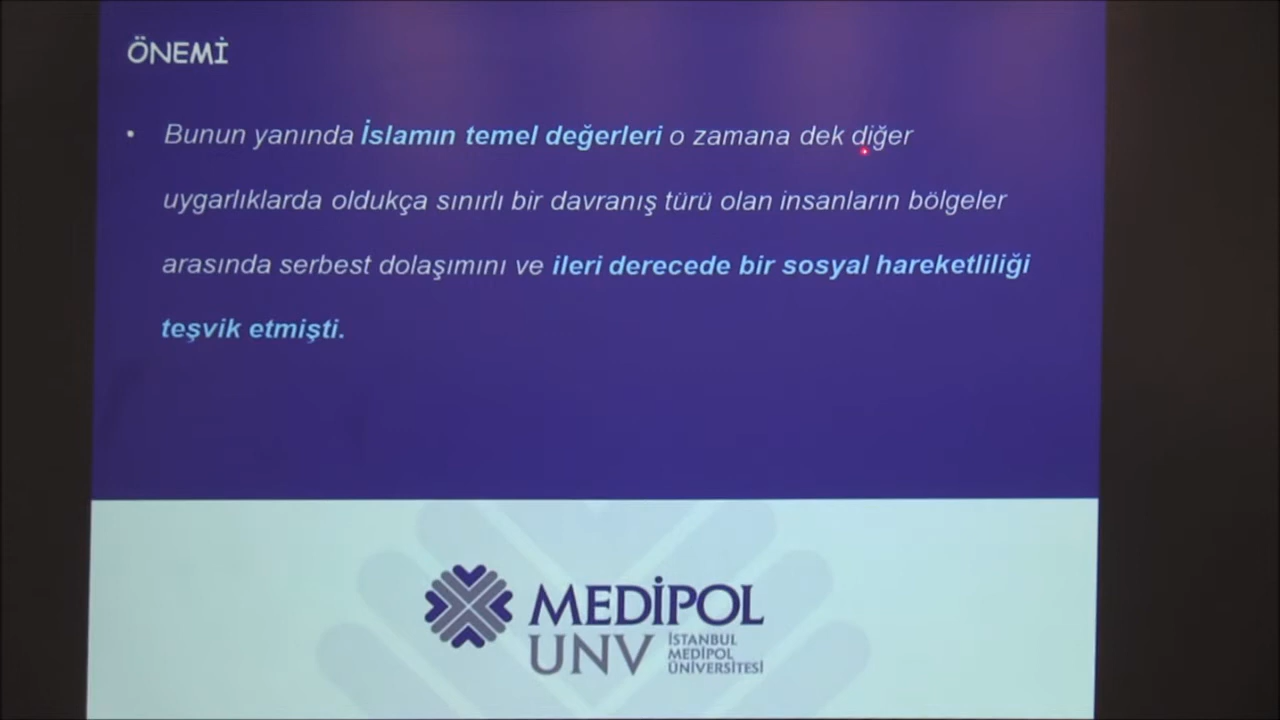 ÖNEMİ
• Bunun yanında İslamın temel değerleri o zamana dek diğer
uygarlıklarda oldukça sınırlı bir davranış türü olan insanların bölgeler
arasında serbest dolaşımını ve ileri derecede bir sosyal hareketliliği
teşvik etmişti.
MEDİPOL
UNV
İSTANBUL
MEDİPOL
ÜNİVERSİTESİ